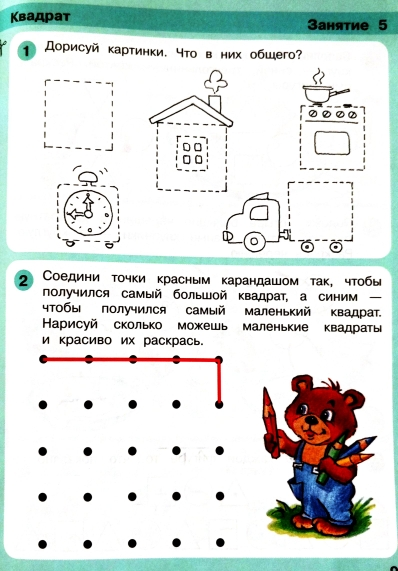 Квадрат
Занятие 5
1 Дорисуй картинки. Что в них общего?
2 Соедини точки красным карандашом так, чтобы
получился самый большой квадрат, а синим —
чтобы получился самый маленький квадрат.
Нарисуй сколько можешь маленькие квадраты
и красиво их раскрась.